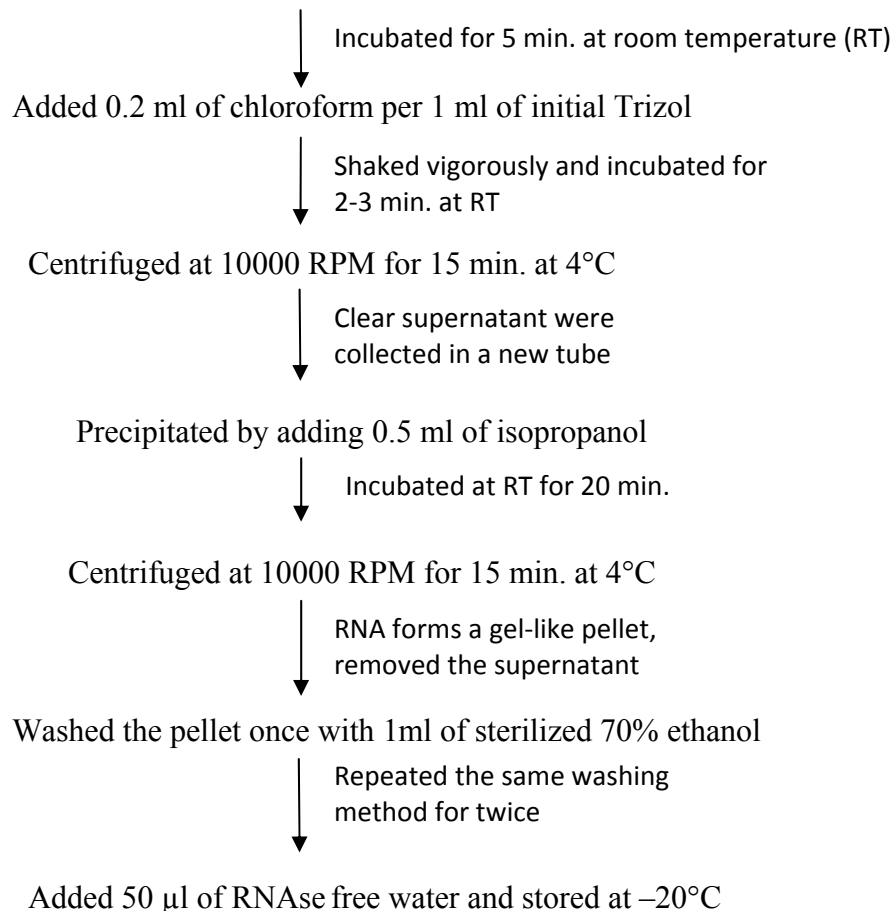 Incubated for 5 min. at room temperature (RT)
Added 0.2 ml of chloroform per 1 ml of initial Trizol
Shaked vigorously and incubated for
2-3 min. at RT
Centrifuged at 10000 RPM for 15 min. at 4°C
Clear supernatant were
collected in a new tube
Precipitated by adding 0.5 ml of isopropanol
Incubated at RT for 20 min.
Centrifuged at 10000 RPM for 15 min. at 4°C
RNA forms a gel-like pellet,
removed the supernatant
Washed the pellet once with 1ml of sterilized 70% ethanol
Repeated the same washing
method for twice
Added 50 µl of RNAse free water and stored at –20°C